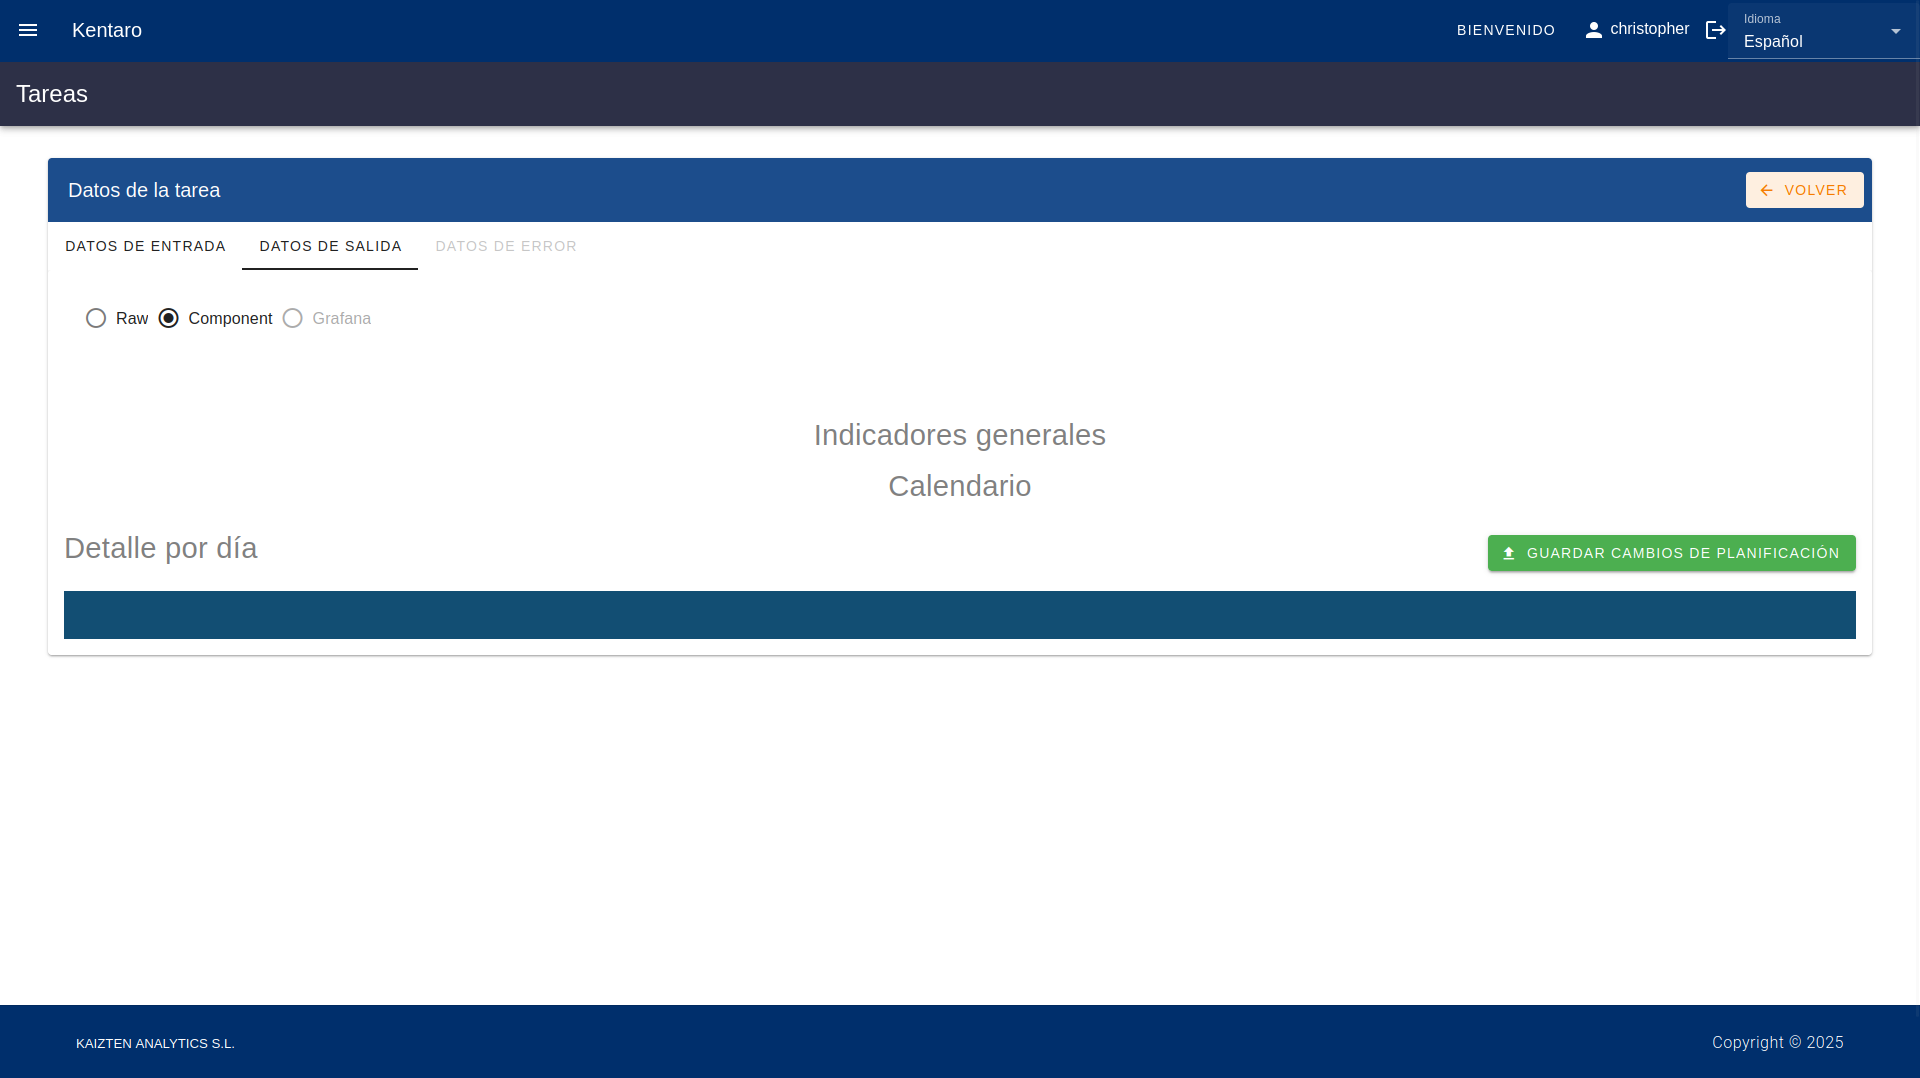 Kentaro
BIENVENIDO
christopher
Idioma
Español
Tareas
Datos de la tarea
VOLVER
DATOS DE ENTRADA
DATOS DE SALIDA
DATOS DE ERROR
Raw
Component
Grafana
Indicadores generales
Calendario
Detalle por día
GUARDAR CAMBIOS DE PLANIFICACIÓN
KAIZTEN ANALYTICS S.L.
Copyright © 2025